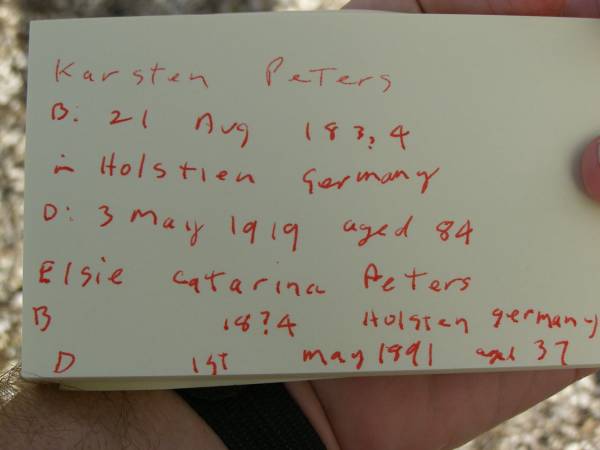 Karsten Peters
B: 21 Aug 183?4
in Holstien Germany
D: 3 May 1919 aged 84
Elsie Catarina Peters
B 18?4 Holsten germany
D 1st may 1891 aged 37